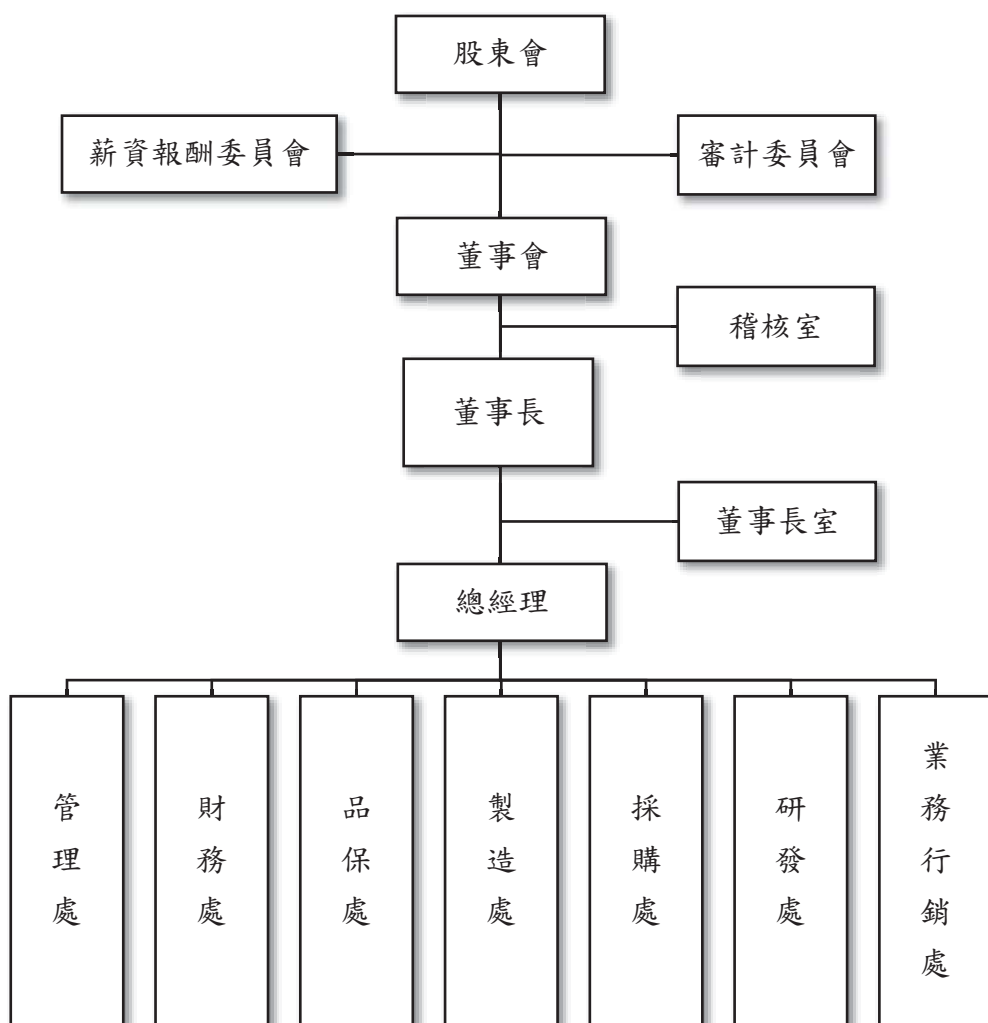 股東會
薪資報酬委員會
審計委員會
董事會
稽核室
董事長
董事長室
總經理
管理處
財務處
品保處
製造處
採購處
研發處
業務行銷處